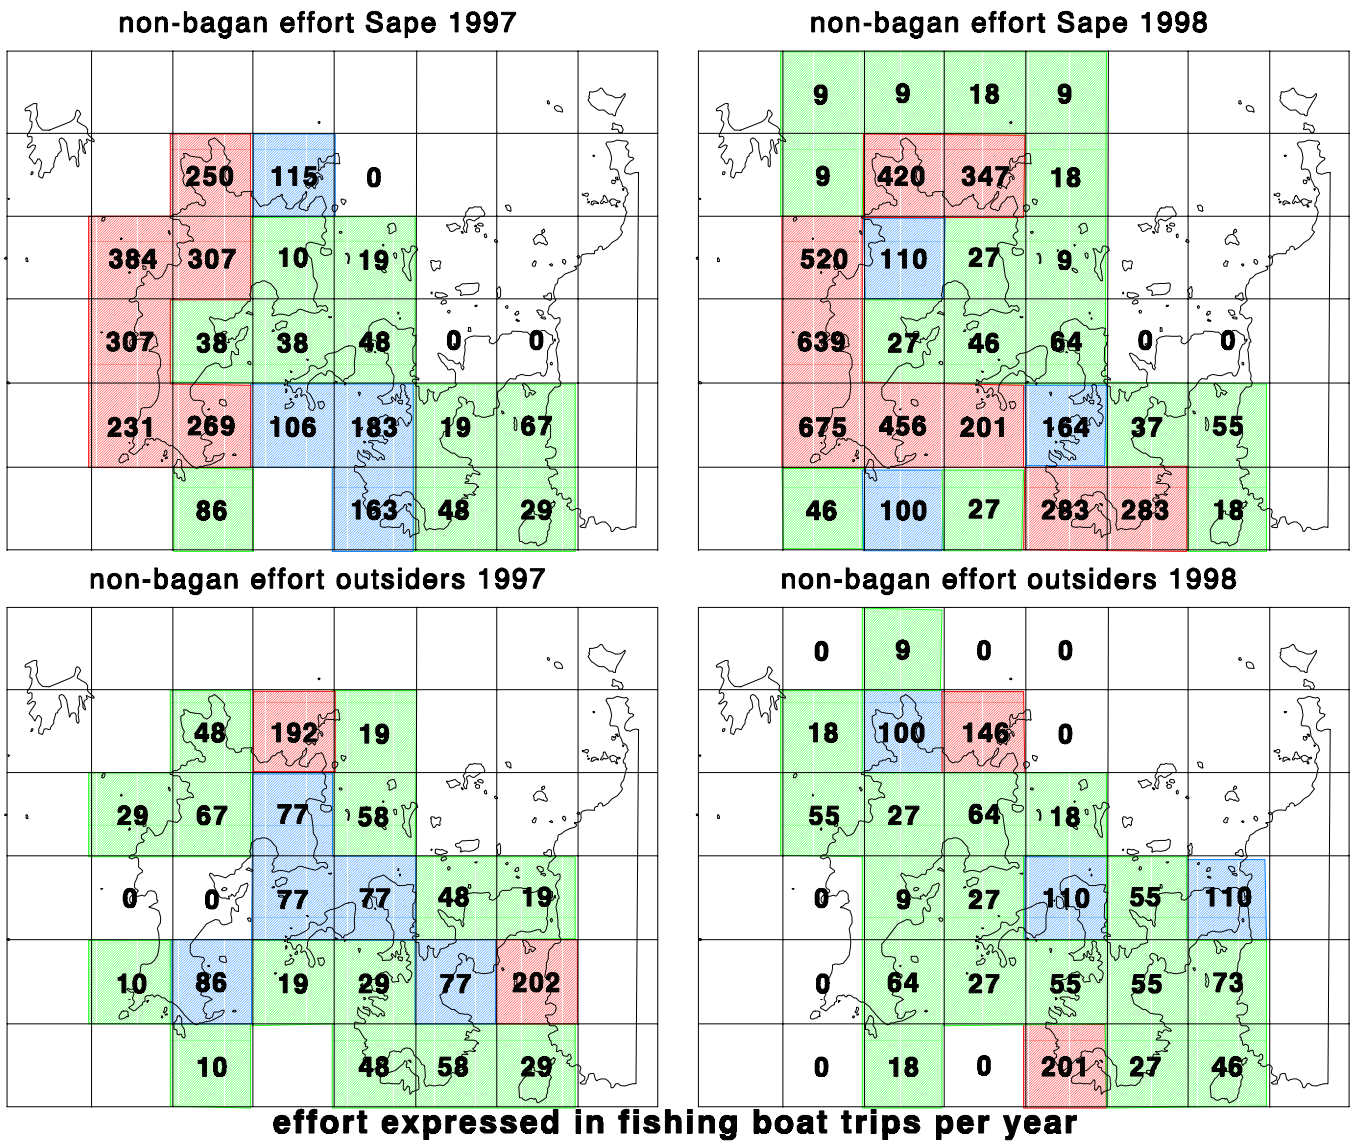 non-bagan effort Sape 1997
250 115 0
384 307 10 19
307 38 38 48 0 0
231 269 106 183 19 67
86 163 48 29
non-bagan effort Sape 1998
9 9 18 9
9 420 347 18
520 110 27 9
639 27 46 64 0 0
675 456 201 164 37 55
46 100 27 283 283 18
non-bagan effort outsiders 1997
48 192 19
29 67 77 58
0 0 77 77 48 19
10 86 19 29 77 202
10 48 58 29
non-bagan effort outsiders 1998
0 9 0 0
18 100 146 0
55 27 64 18
0 9 27 110 55 110
0 64 27 55 55 73
0 18 0 201 27 46
effort expressed in fishing boat trips per year